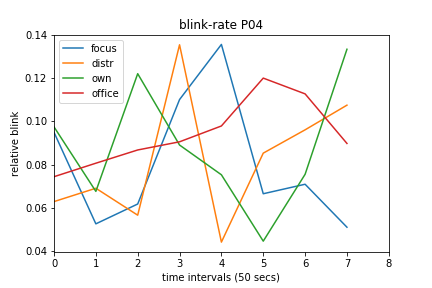 blink-rate P04
0.14
0.12
0.10
0.08
0.06
0.04
relative blink
focus
distr
own
office
0 1 2 3 4 5 6 7 8
time intervals (50 secs)